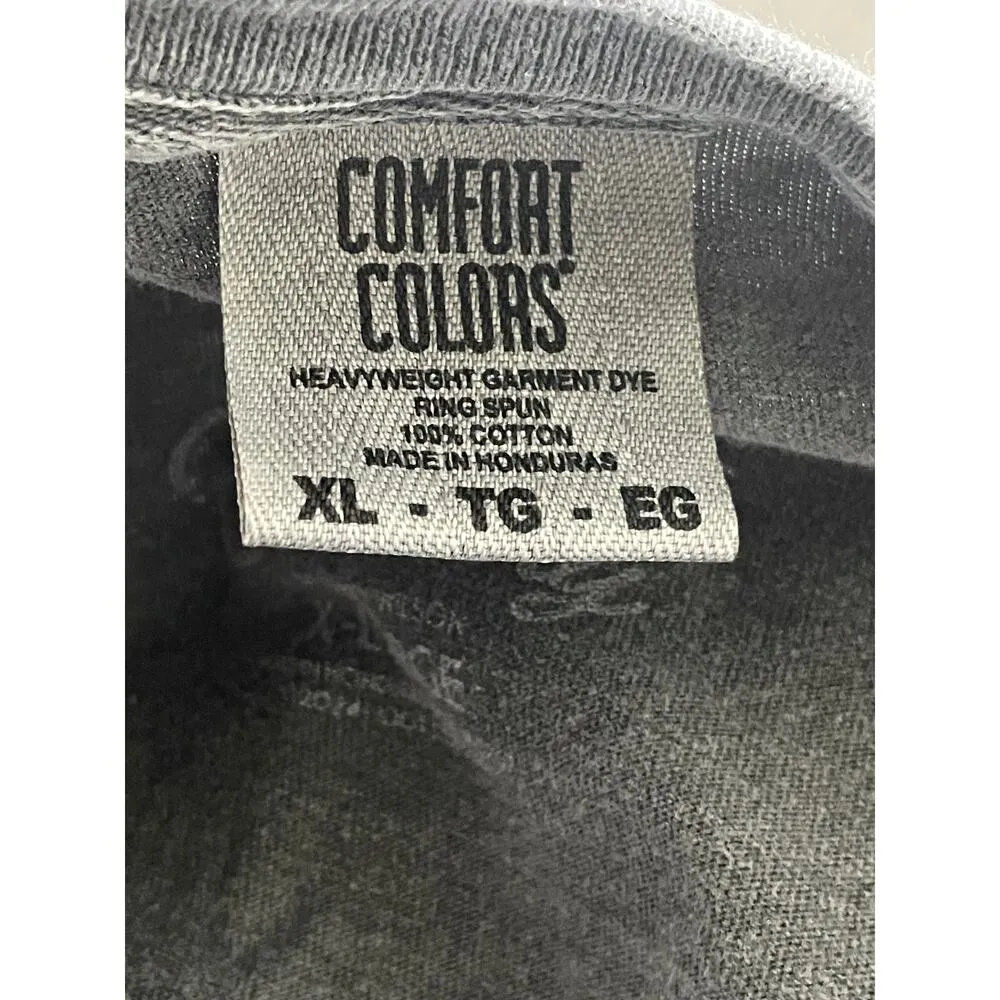 COMFORT
COLORS®
HEAVYWEIGHT GARMENT DYE
RING SPUN
100% COTTON
MADE IN HONDURAS
XL - TG - EG